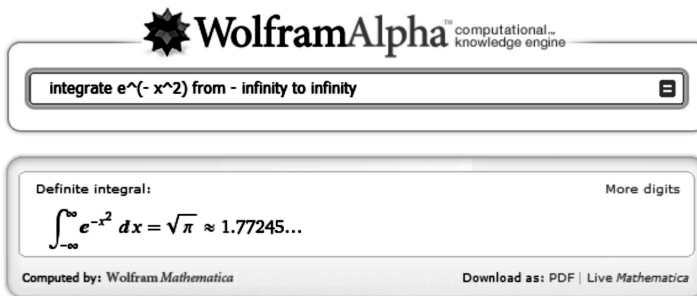 WolframAlpha™ computational...
knowledge engine
integrate e^(- x^2) from - infinity to infinity
Definite integral: More digits
∫_{-∞}^{∞} e^{-x^2} dx = √π ≈ 1.77245...
Computed by: Wolfram Mathematica Download as: PDF | Live Mathematica